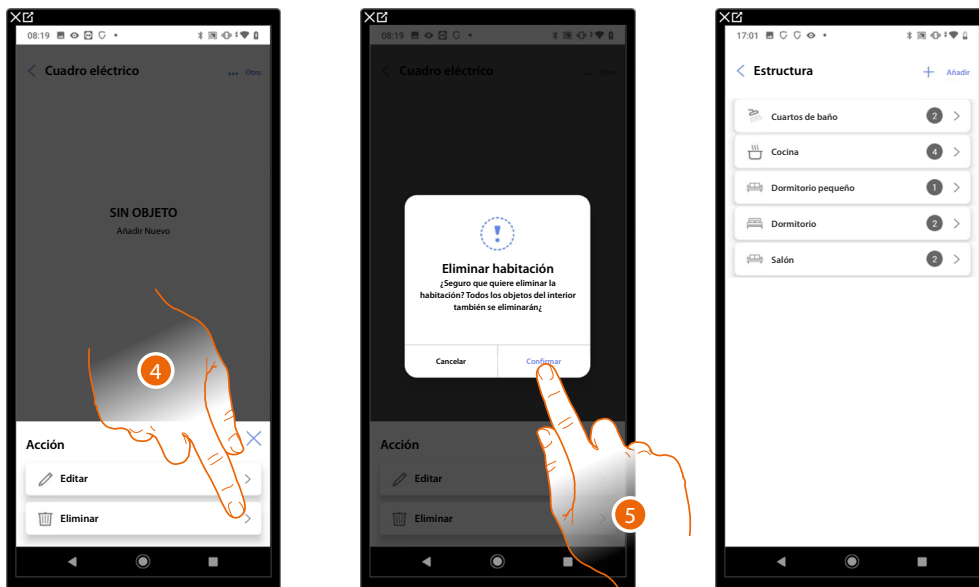 08:19
Cuadro eléctrico
Otro
SIN OBJETO
Añadir Nuevo
4
Acción
Editar
Eliminar
08:19
Cuadro eléctrico
Otro
Eliminar habitación
¿Seguro que quiere eliminar la
habitación? Todos los objetos del interior
también se eliminarán¿
Cancelar
Confirmar
Acción
Editar
Eliminar
5
17:01
Estructura
Añadir
Cuartos de baño 2
Cocina 4
Dormitorio pequeño 1
Dormitorio 2
Salón 2